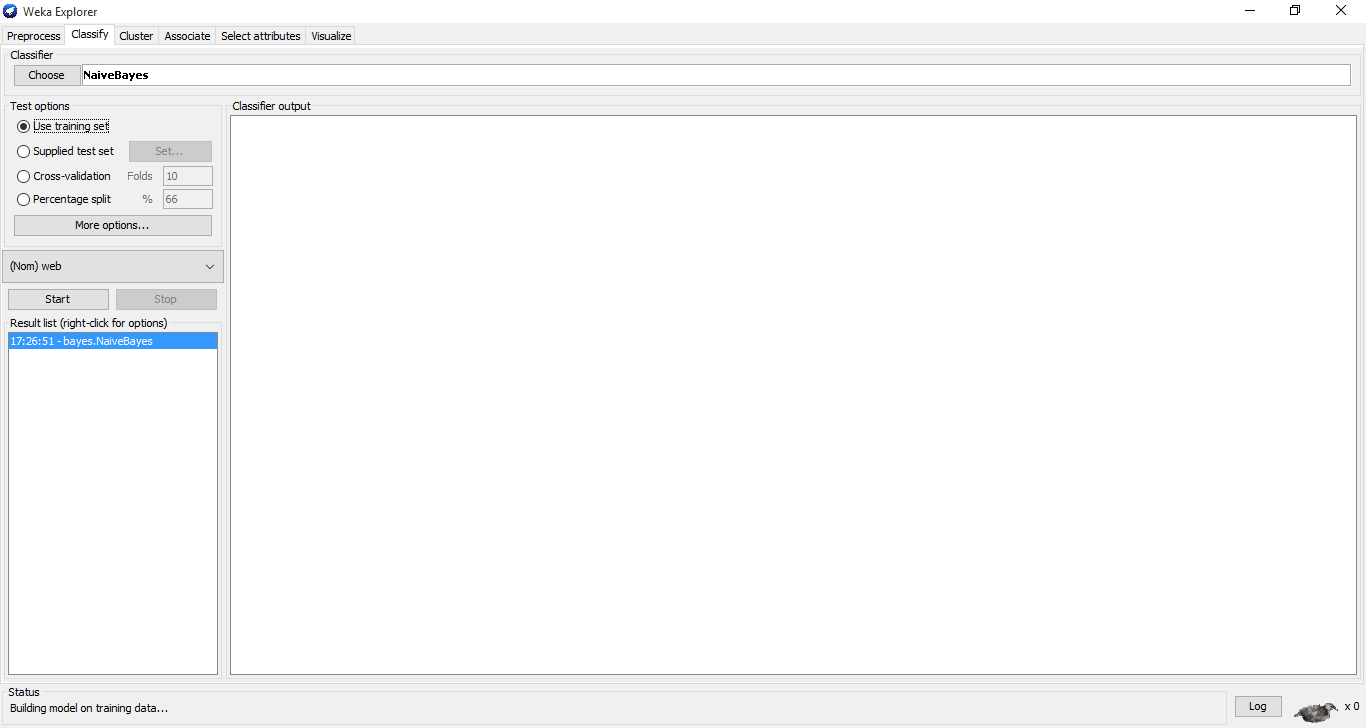 Weka Explorer
Preprocess Classify Cluster Associate Select attributes Visualize
Classifier
Choose NaiveBayes
Test options
Use training set
Supplied test set Set...
Cross-validation Folds 10
Percentage split % 66
More options...
(Nom) web
Start Stop
Result list (right-click for options)
17:26:51 - bayes.NaiveBayes
Classifier output
Status
Building model on training data...
Log x 0